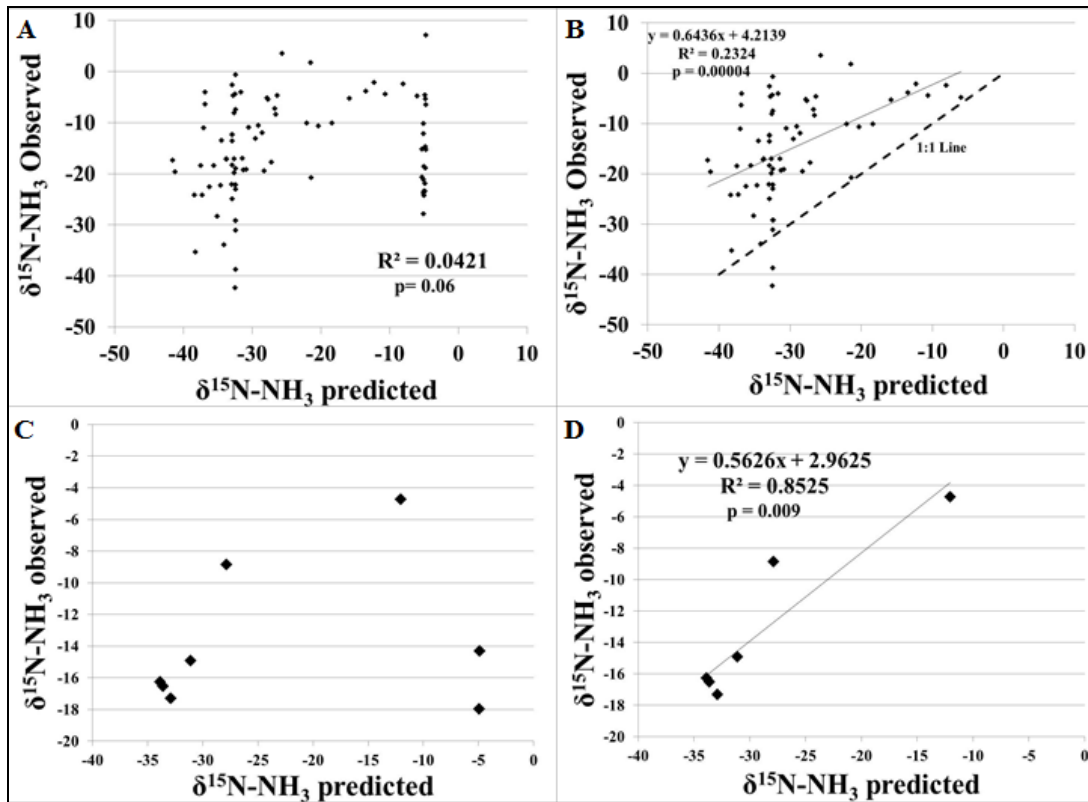 A
10
0
-10
-20
-30
-40
-50
-50 -40 -30 -20 -10 0 10
δ¹⁵N-NH₃ Observed
δ¹⁵N-NH₃ predicted
R² = 0.0421
p= 0.06
B
10
0
-10
-20
-30
-40
-50
-50 -40 -30 -20 -10 0 10
δ¹⁵N-NH₃ Observed
δ¹⁵N-NH₃ predicted
y = 0.6436x + 4.2139
R² = 0.2324
p = 0.00004
1:1 Line
C
0
-2
-4
-6
-8
-10
-12
-14
-16
-18
-20
-40 -35 -30 -25 -20 -15 -10 -5 0
δ¹⁵N-NH₃ observed
δ¹⁵N-NH₃ predicted
D
0
-2
-4
-6
-8
-10
-12
-14
-16
-18
-20
-40 -35 -30 -25 -20 -15 -10 -5 0
δ¹⁵N-NH₃ observed
δ¹⁵N-NH₃ predicted
y = 0.5626x + 2.9625
R² = 0.8525
p = 0.009